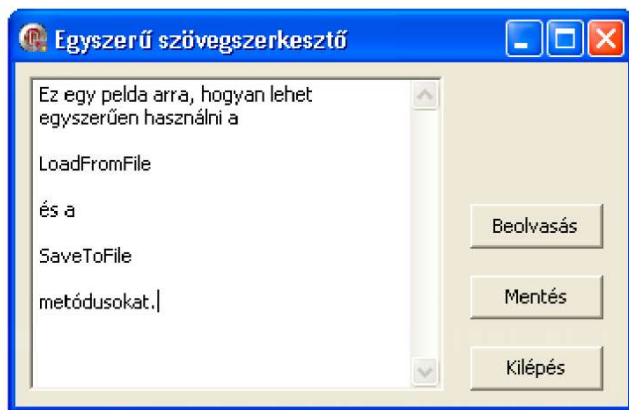 Egyszerű szövegszerkesztő
Ez egy pelda arra, hogyan lehet
egyszerűen használni a
LoadFromFile
és a
SaveToFile
metódusokat.
Beolvasás
Mentés
Kilépés